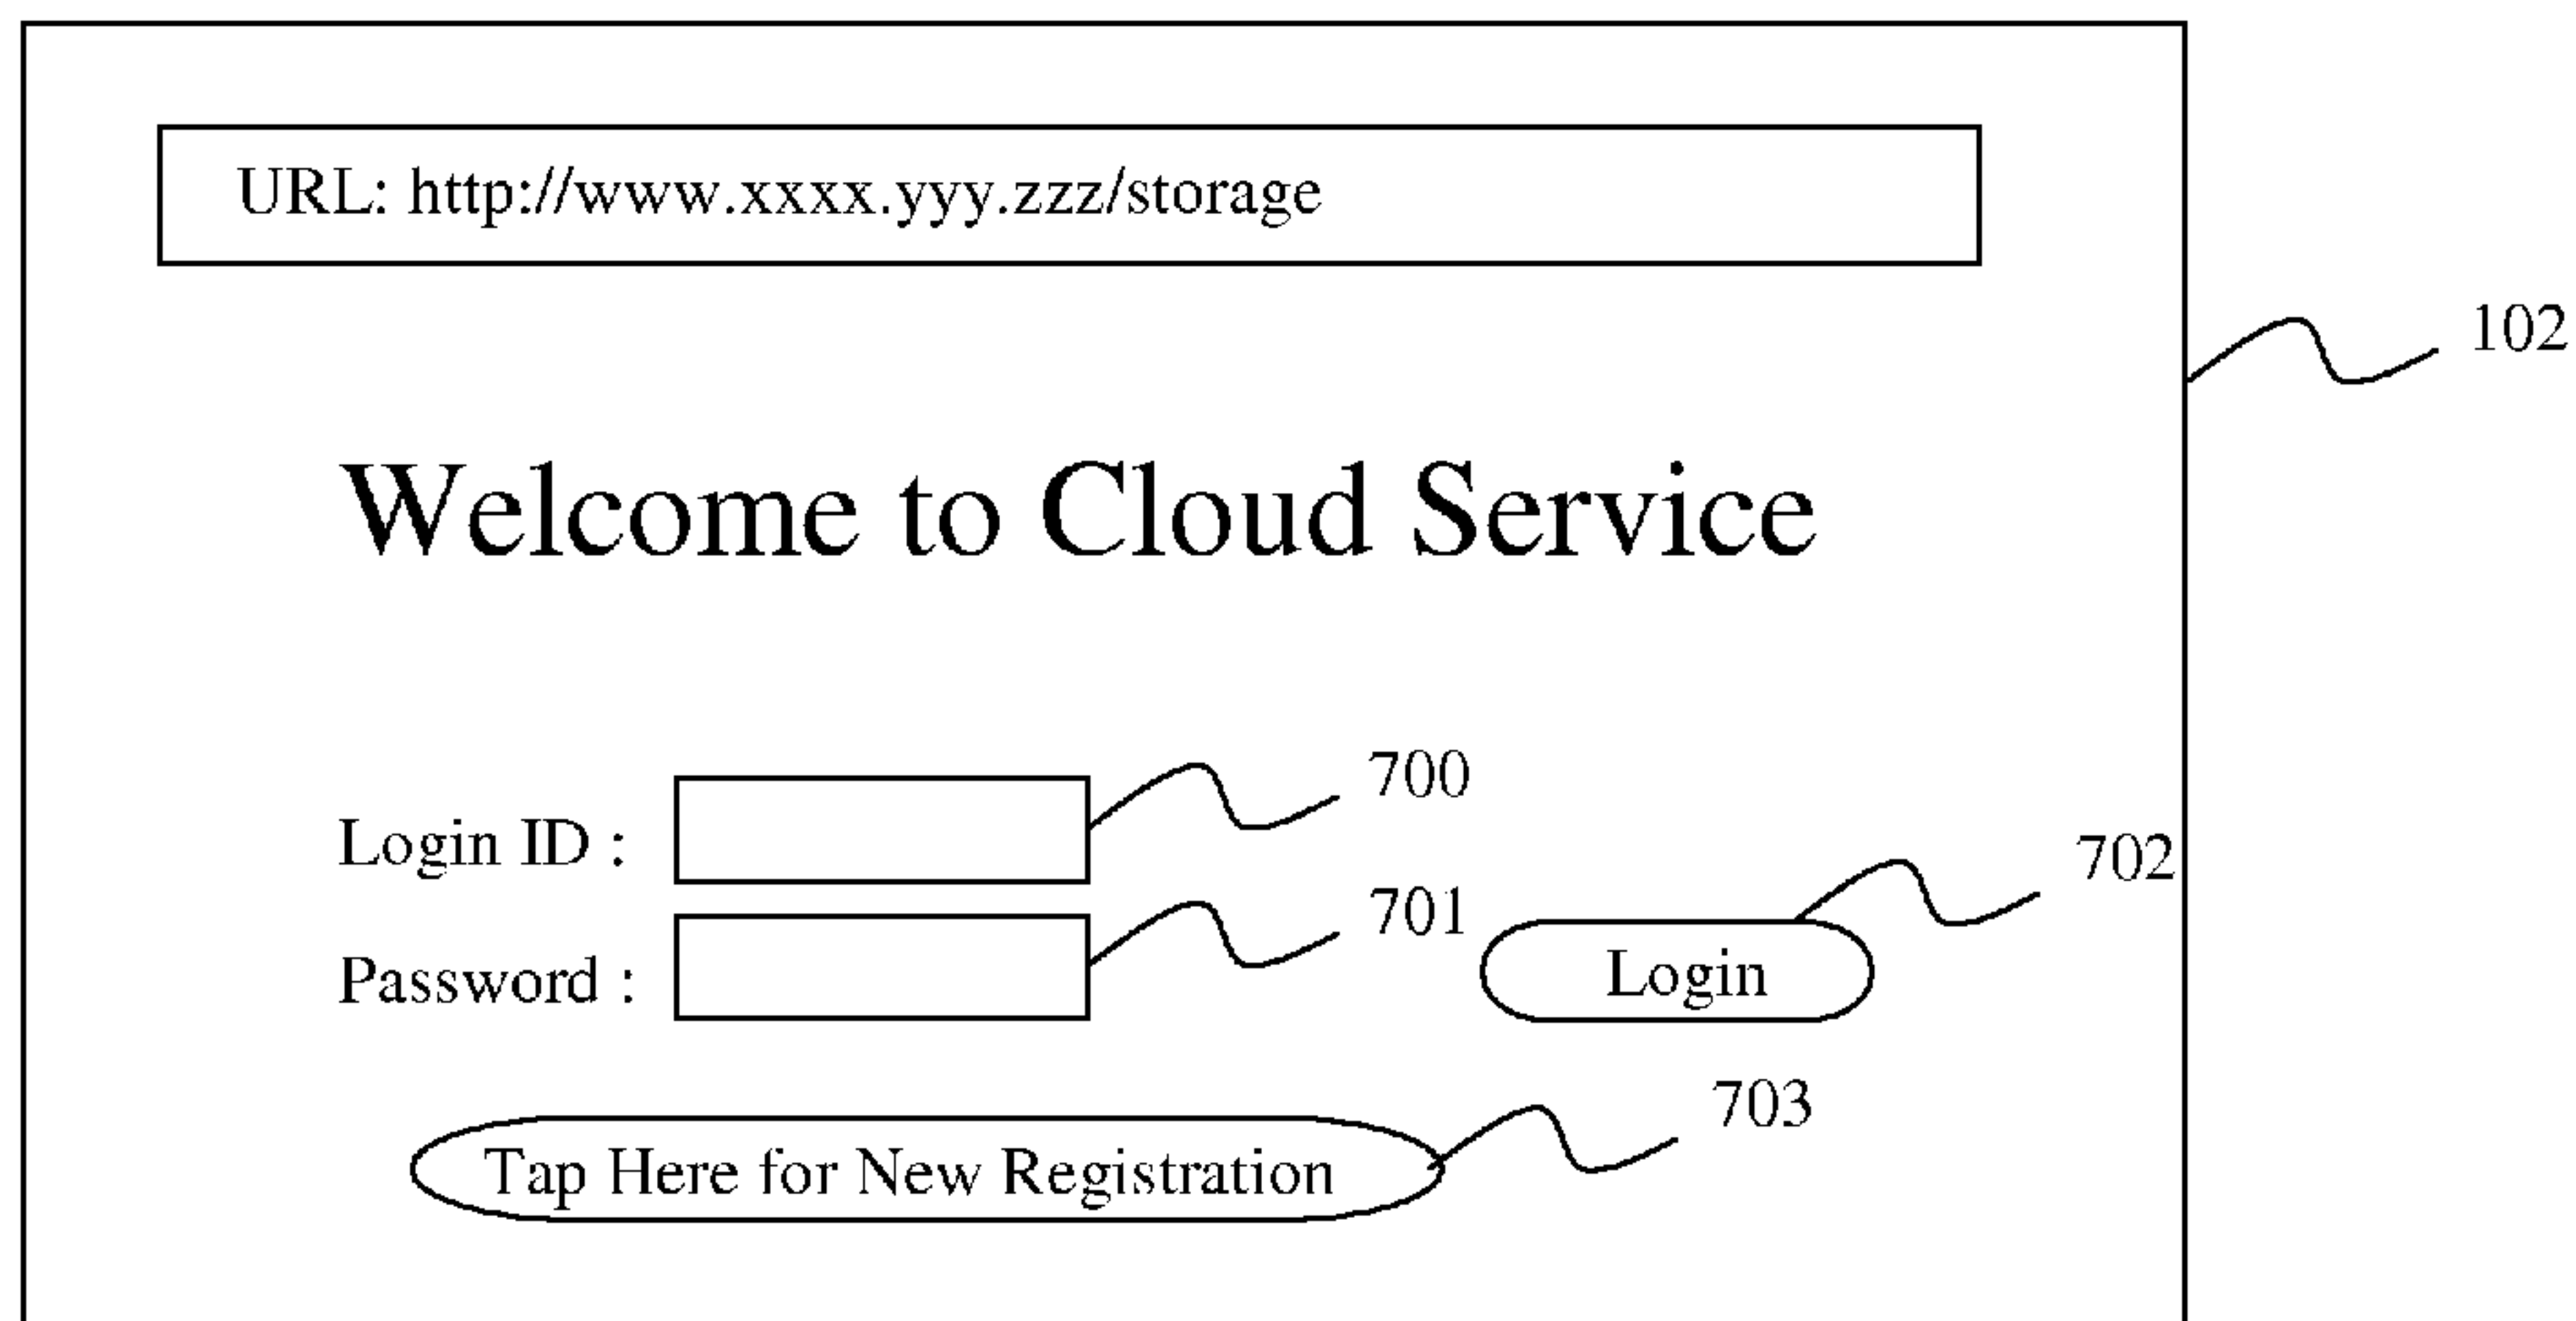 URL: http://www.xxxx.yyy.zzz/storage
102
Welcome to Cloud Service
Login ID :
700
Password :
701
702
Login
703
Tap Here for New Registration